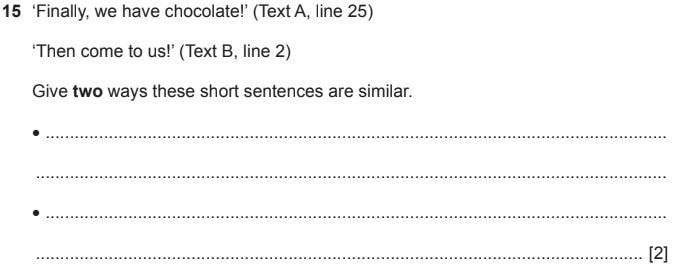 15 ‘Finally, we have chocolate!’ (Text A, line 25)
‘Then come to us!’ (Text B, line 2)
Give two ways these short sentences are similar.
• ................................................................................................................................
..................................................................................................................................
• ................................................................................................................................
............................................................................................................................. [2]